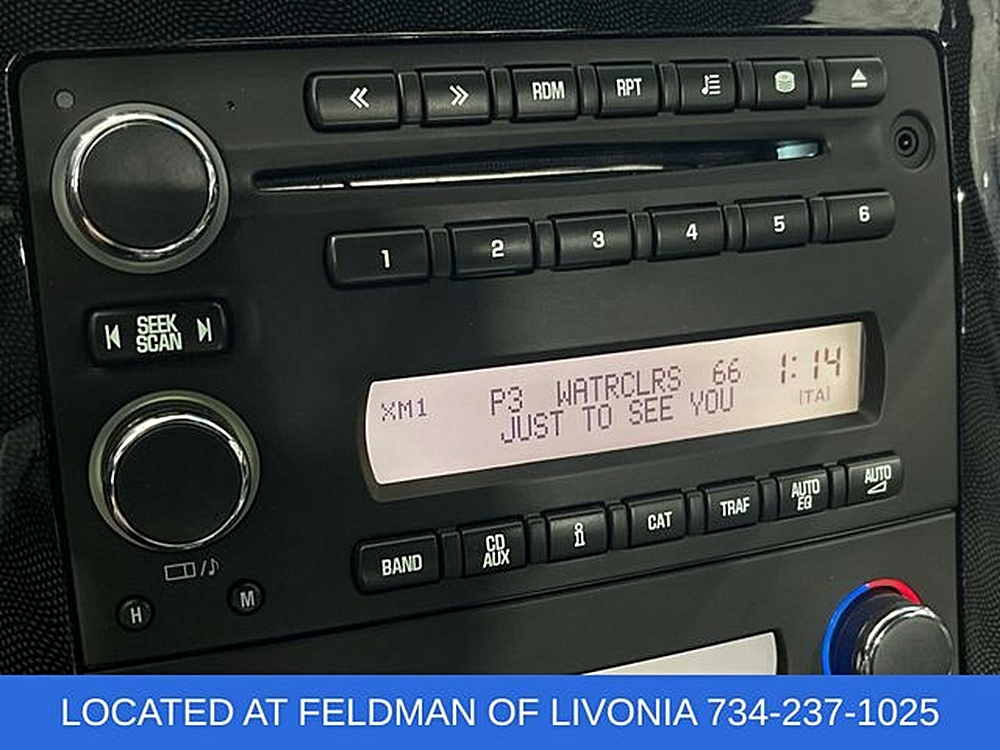 RDM RPT
1 2 3 4 5 6
SEEK
SCAN
XM1 P3 WATRCLRS 66 1:14
JUST TO SEE YOU [TA]
BAND CD AUX i CAT TRAF AUTO EQ AUTO
H M
LOCATED AT FELDMAN OF LIVONIA 734-237-1025